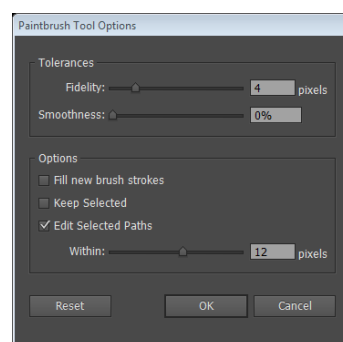 Paintbrush Tool Options
Tolerances
Fidelity: 4 pixels
Smoothness: 0%
Options
Fill new brush strokes
Keep Selected
Edit Selected Paths
Within: 12 pixels
Reset OK Cancel